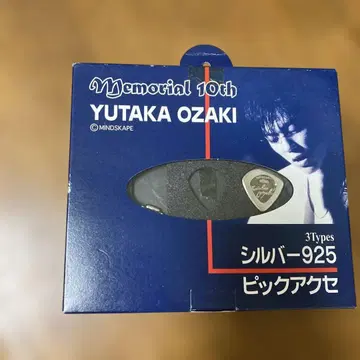 Memorial 10th
YUTAKA OZAKI
©MINDSKAPE
3Types
シルバー925
ピックアクセ